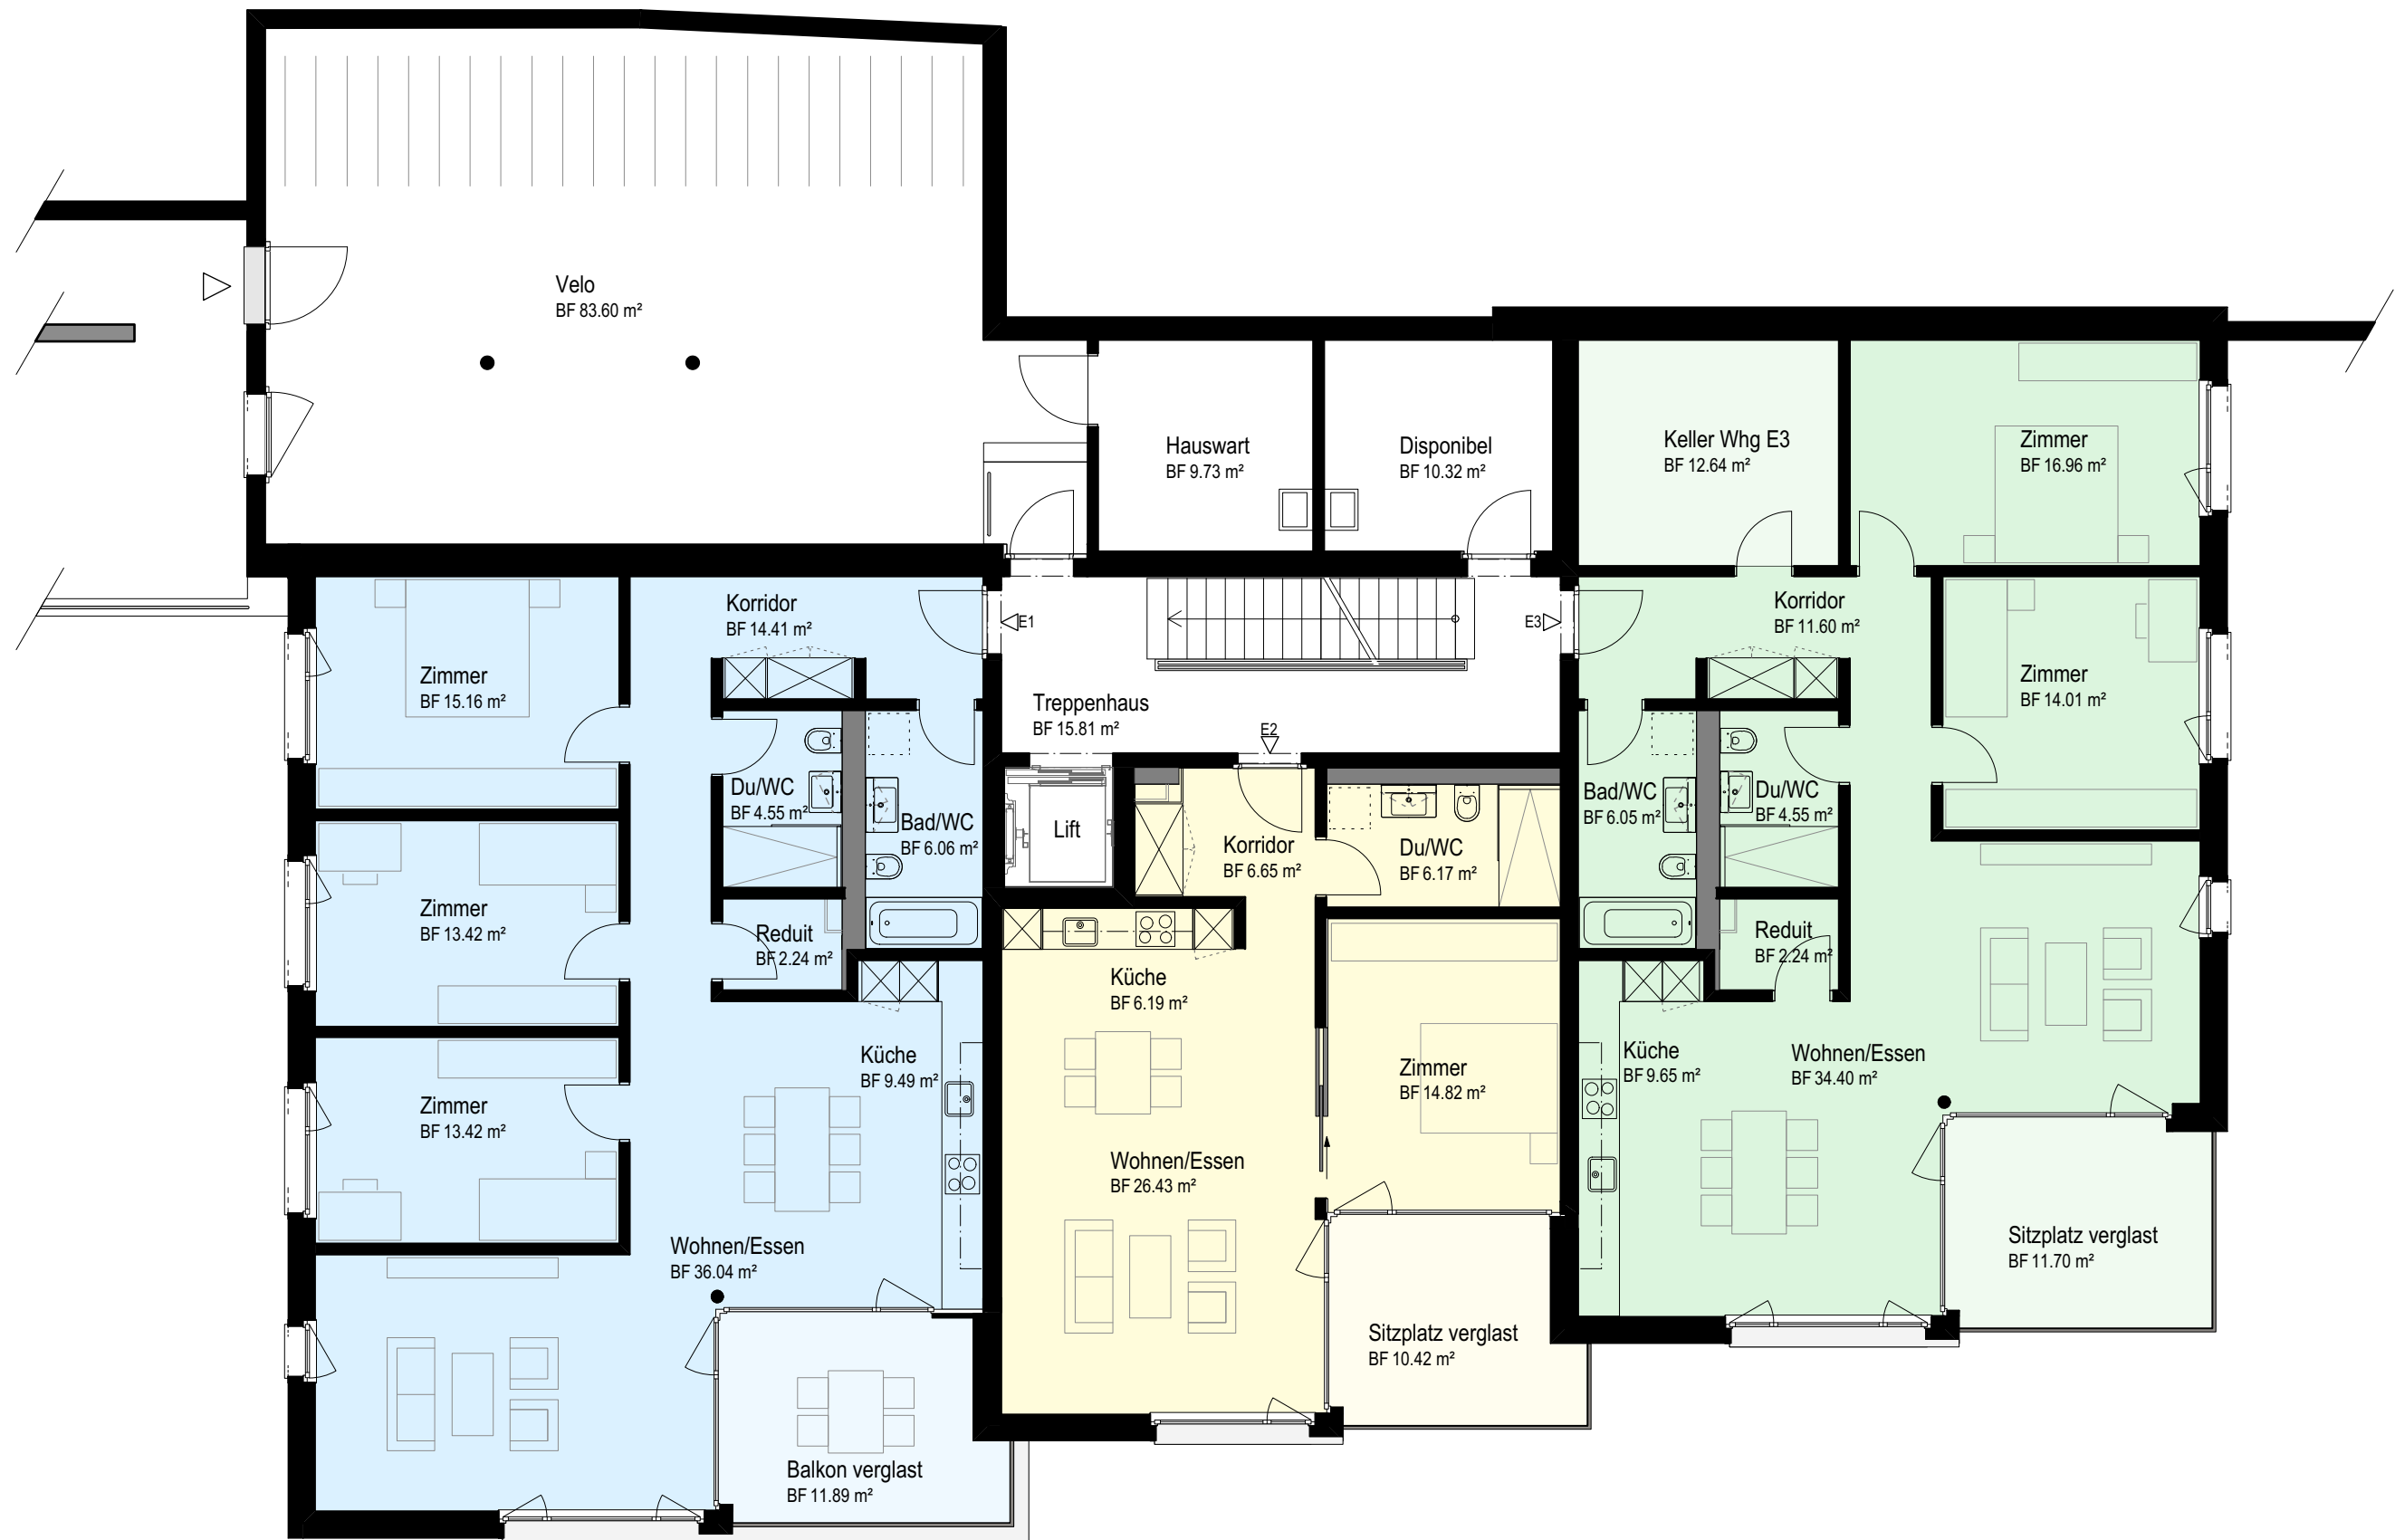 Velo
BF 83.60 m²
Hauswart
BF 9.73 m²
Disponibel
BF 10.32 m²
Keller Whg E3
BF 12.64 m²
Zimmer
BF 16.96 m²
Korridor
BF 14.41 m²
E1
E3
Korridor
BF 11.60 m²
Zimmer
BF 15.16 m²
Treppenhaus
BF 15.81 m²
E2
Zimmer
BF 14.01 m²
Du/WC
BF 4.55 m²
Bad/WC
BF 6.06 m²
Lift
Korridor
BF 6.65 m²
Du/WC
BF 6.17 m²
Bad/WC
BF 6.05 m²
Du/WC
BF 4.55 m²
Zimmer
BF 13.42 m²
Reduit
BF 2.24 m²
Küche
BF 6.19 m²
Reduit
BF 2.24 m²
Zimmer
BF 13.42 m²
Küche
BF 9.49 m²
Zimmer
BF 14.82 m²
Küche
BF 9.65 m²
Wohnen/Essen
BF 34.40 m²
Wohnen/Essen
BF 36.04 m²
Wohnen/Essen
BF 26.43 m²
Sitzplatz verglast
BF 11.70 m²
Sitzplatz verglast
BF 10.42 m²
Balkon verglast
BF 11.89 m²